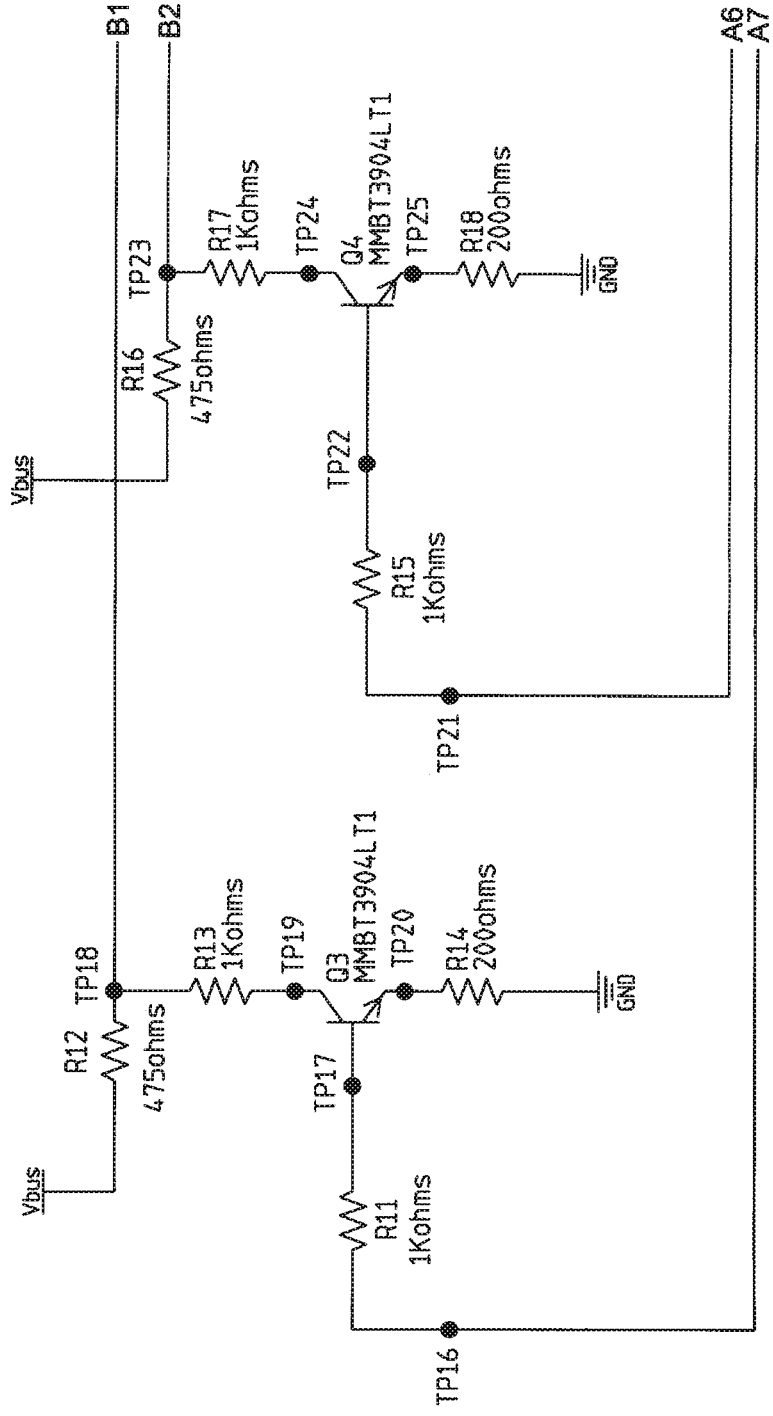 B1
B2
Vbus
Vbus
TP18
R12
475ohms
R13
1Kohms
TP19
Q3
MMBT3904LT1
TP17
TP20
R14
200ohms
GND
R11
1Kohms
TP16
TP23
R16
475ohms
R17
1Kohms
TP24
Q4
MMBT3904LT1
TP22
TP25
R18
200ohms
GND
R15
1Kohms
TP21
A6
A7